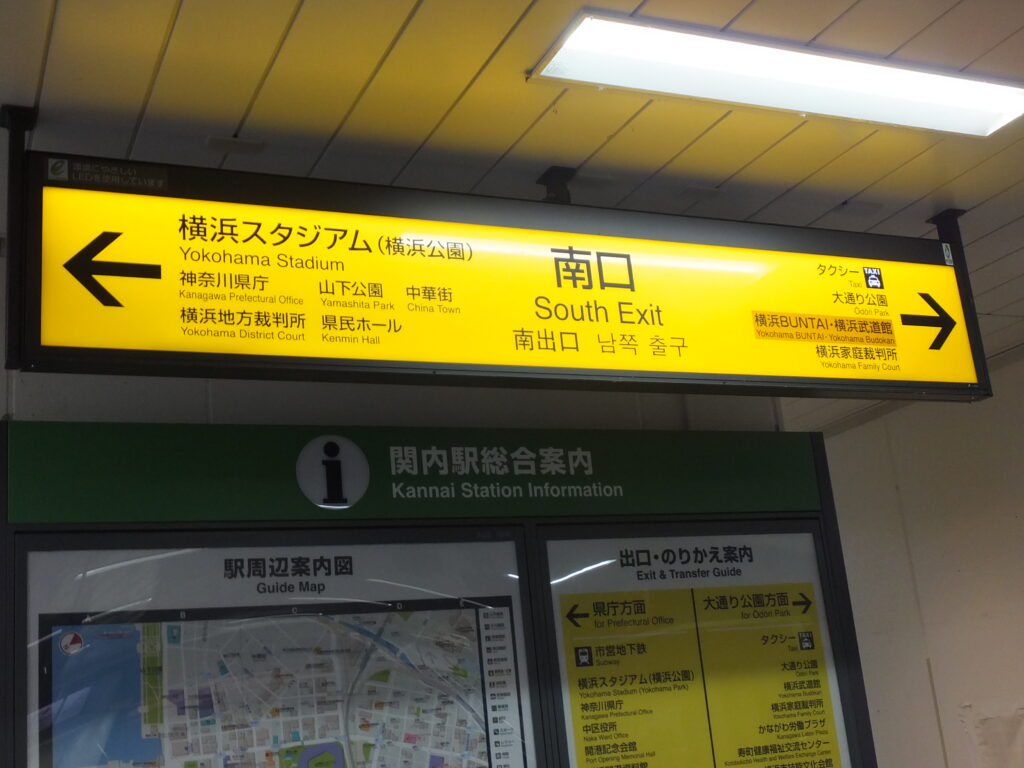 環境にやさしい
LEDを使用しています
横浜スタジアム(横浜公園)
Yokohama Stadium
神奈川県庁 山下公園 中華街
Kanagawa Prefectural Office Yamashita Park China Town
横浜地方裁判所 県民ホール
Yokohama District Court Kenmin Hall
南口
South Exit
南出口 남쪽 출구
タクシー TAXI
Taxi
大通り公園
Odori Park
横浜BUNTAI・横浜武道館
Yokohama BUNTAI・Yokohama Budokan
横浜家庭裁判所
Yokohama Family Court
i 関内駅総合案内
Kannai Station Information
駅周辺案内図
Guide Map
B C D E
出口・のりかえ案内
Exit & Transfer Guide
県庁方面
for Prefectural Office
市営地下鉄
Subway
横浜スタジアム(横浜公園)
Yokohama Stadium (Yokohama Park)
神奈川県庁
Kanagawa Prefectural Office
中区役所
Naka Ward Office
開港記念会館
Port Opening Memorial Hall
大通り公園方面
for Odori Park
タクシー TAXI
Taxi
大通り公園
Odori Park
横浜武道館
Yokohama Budokan
横浜家庭裁判所
Yokohama Family Court
かながわ労働プラザ
Kanagawa Labor Plaza
寿町健康福祉交流センター
Kotobukicho Health and Welfare Exchange Center